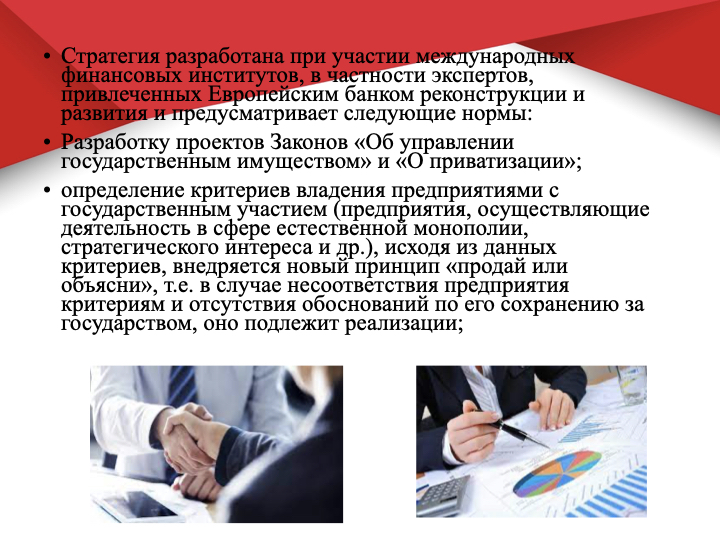 • Стратегия разработана при участии международных
финансовых институтов, в частности экспертов,
привлеченных Европейским банком реконструкции и
развития и предусматривает следующие нормы:
• Разработку проектов Законов «Об управлении
государственным имуществом» и «О приватизации»;
• определение критериев владения предприятиями с
государственным участием (предприятия, осуществляющие
деятельность в сфере естественной монополии,
стратегического интереса и др.), исходя из данных
критериев, внедряется новый принцип «продай или
объясни», т.е. в случае несоответствия предприятия
критериям и отсутствия обоснований по его сохранению за
государством, оно подлежит реализации;